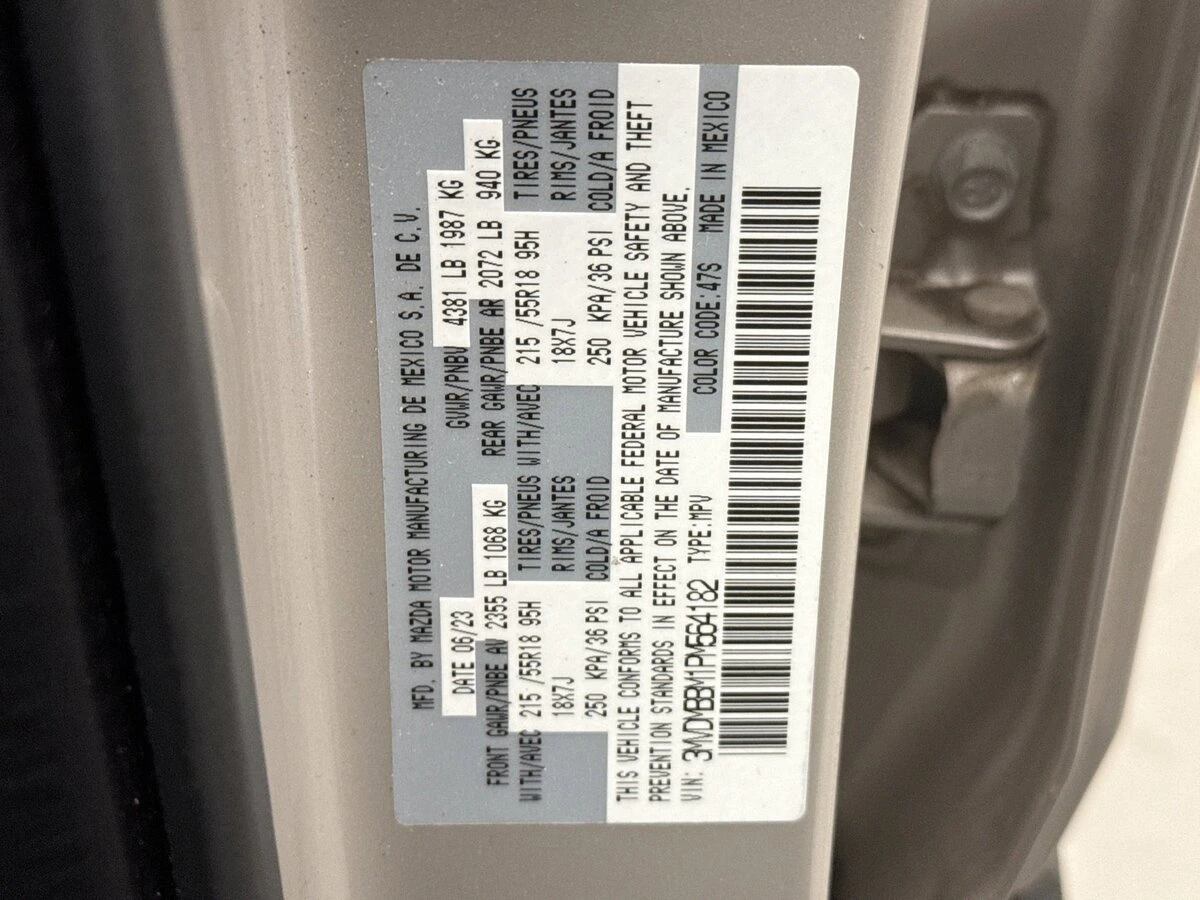 MFD. BY MAZDA MOTOR MANUFACTURING DE MEXICO S.A. DE C.V.
DATE 06/23 GVWR/PNBV 4381 LB 1987 KG
FRONT GAWR/PNBE AV 2355 LB 1068 KG REAR GAWR/PNBE AR 2072 LB 940 KG
WITH/AVEC 215 /55R18 95H TIRES/PNEUS WITH/AVEC 215 /55R18 95H TIRES/PNEUS
18X7J RIMS/JANTES 18X7J RIMS/JANTES
250 KPA/36 PSI COLD/A FROID 250 KPA/36 PSI COLD/A FROID
THIS VEHICLE CONFORMS TO ALL APPLICABLE FEDERAL MOTOR VEHICLE SAFETY AND THEFT
PREVENTION STANDARDS IN EFFECT ON THE DATE OF MANUFACTURE SHOWN ABOVE.
VIN: 3MVDMBBM1PM564182 TYPE:MPV COLOR CODE:47S MADE IN MEXICO